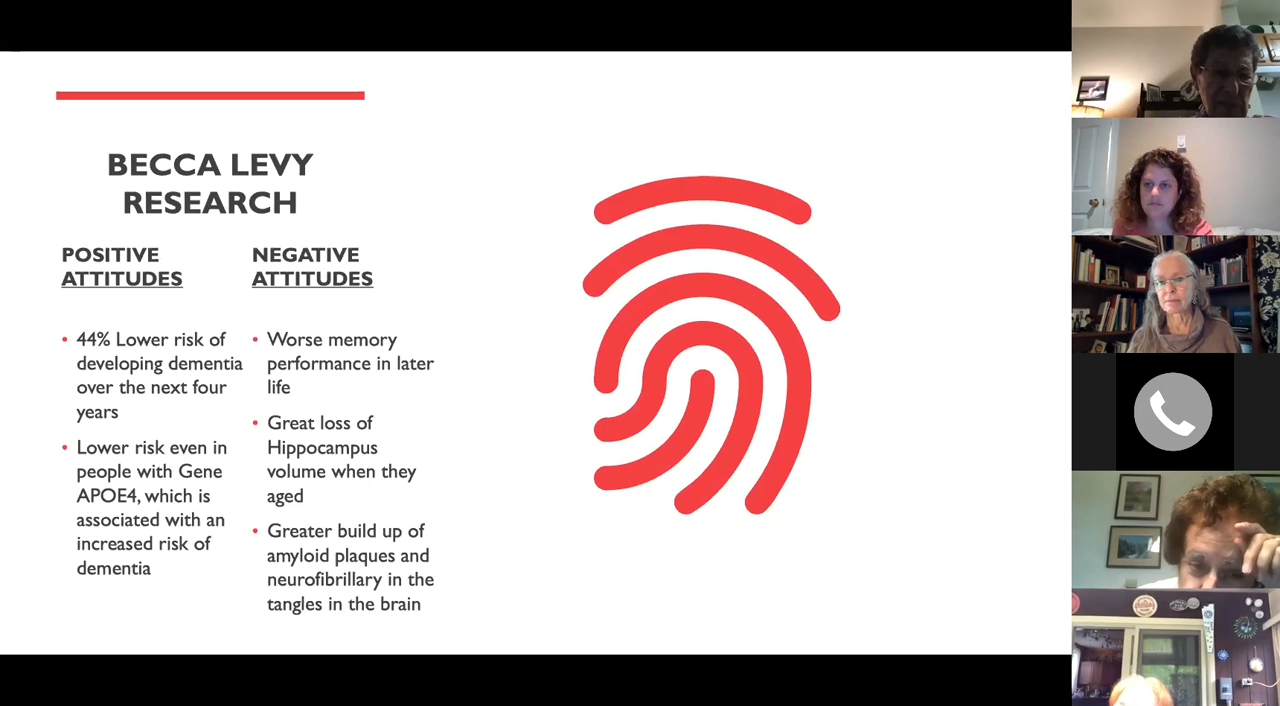 BECCA LEVY
RESEARCH
POSITIVE
ATTITUDES
• 44% Lower risk of
developing dementia
over the next four
years
• Lower risk even in
people with Gene
APOE4, which is
associated with an
increased risk of
dementia
NEGATIVE
ATTITUDES
• Worse memory
performance in later
life
• Great loss of
Hippocampus
volume when they
aged
• Greater build up of
amyloid plaques and
neurofibrillary in the
tangles in the brain